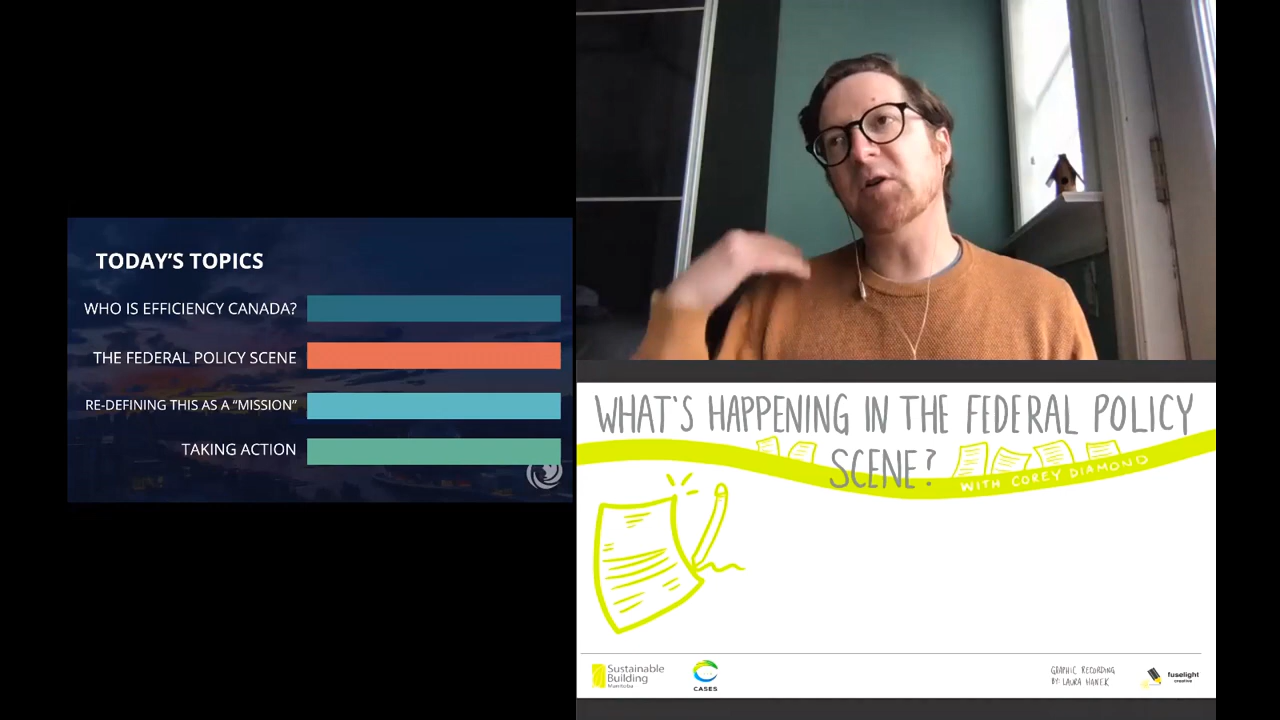 TODAY'S TOPICS
WHO IS EFFICIENCY CANADA?
THE FEDERAL POLICY SCENE
RE-DEFINING THIS AS A “MISSION”
TAKING ACTION
WHAT'S HAPPENING IN THE FEDERAL POLICY
SCENE?
WITH COREY DIAMOND
Sustainable
Building
Manitoba
CASES
GRAPHIC RECORDING
BY: LAURA HANEK
fuselight
creative